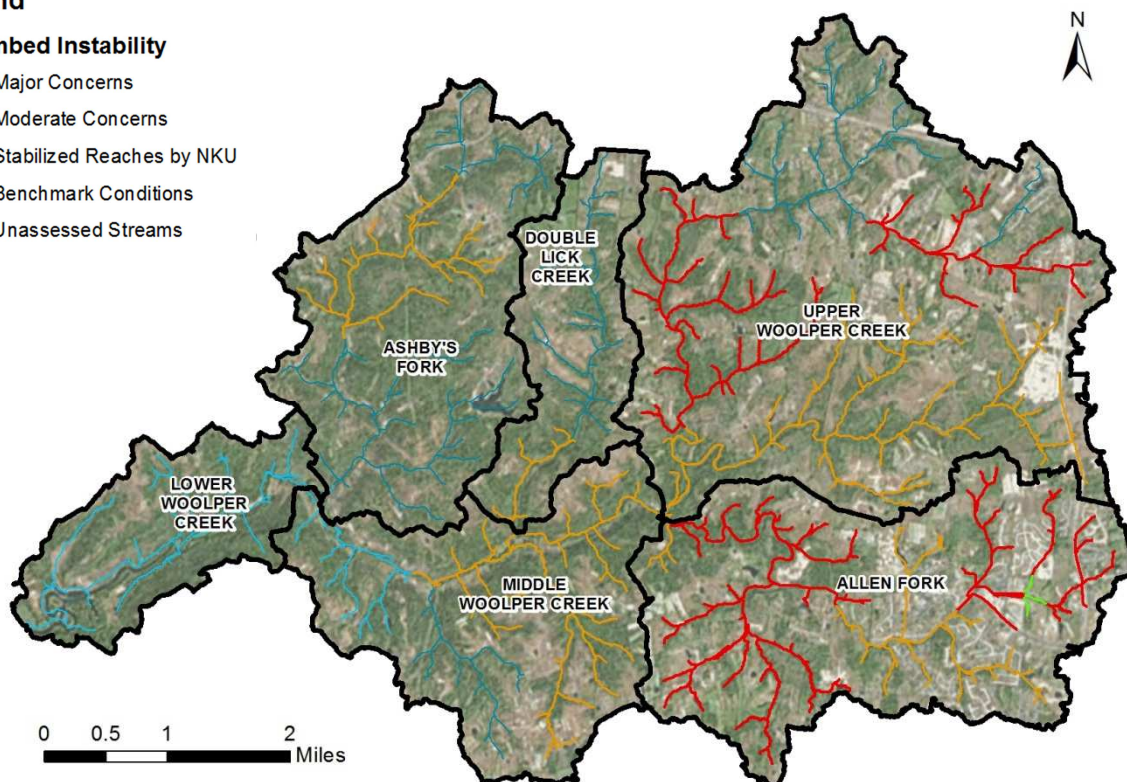 nd
nbed Instability
Major Concerns
Moderate Concerns
Stabilized Reaches by NKU
Benchmark Conditions
Unassessed Streams
N
DOUBLE
LICK
CREEK
UPPER
WOOLPER CREEK
ASHBY'S
FORK
LOWER
WOOLPER
CREEK
MIDDLE
WOOLPER CREEK
ALLEN FORK
0 0.5 1 2
Miles